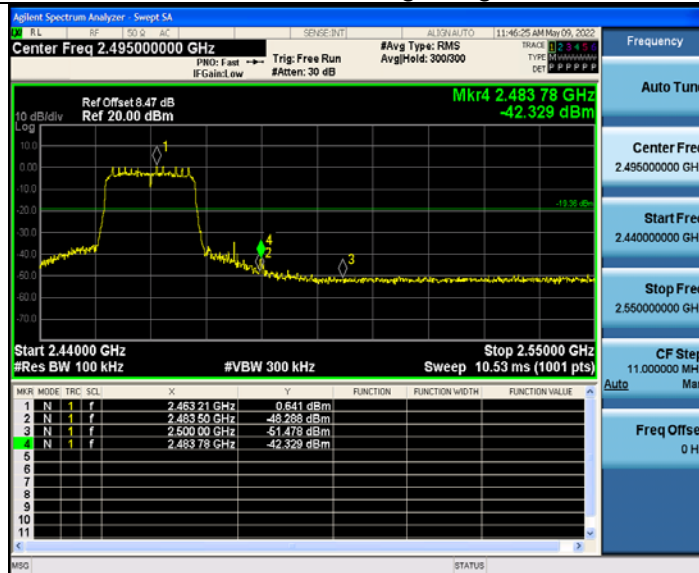 Agilent Spectrum Analyzer - Swept SA
RL RF 50 Ω AC SENSE:INT ALIGN AUTO 11:46:25 AM May 09, 2022
Center Freq 2.495000000 GHz
PNO: Fast Trig: Free Run
IFGain:Low #Atten: 30 dB
#Avg Type: RMS
Avg|Hold: 300/300
TRACE 1 2 3 4 5 6
TYPE MWWWWW
DET P P P P P P
Frequency
Auto Tune
Center Freq
2.495000000 GH
Start Freq
2.440000000 GH
Stop Freq
2.550000000 GH
CF Step
11.000000 MH
Auto Ma
Freq Offse
0 H
Ref Offset 8.47 dB
10 dB/div Ref 20.00 dBm
Log
Mkr4 2.483 78 GHz
-42.329 dBm
10.0
0.00
-10.0
-20.0
-30.0
-40.0
-50.0
-60.0
-70.0
1
-19.36 dBm
4
2
3
Start 2.44000 GHz Stop 2.55000 GHz
#Res BW 100 kHz #VBW 300 kHz Sweep 10.53 ms (1001 pts)
MKR MODE TRC SCL X Y FUNCTION FUNCTION WIDTH FUNCTION VALUE
1 N 1 f 2.463 21 GHz 0.641 dBm
2 N 1 f 2.483 50 GHz -48.268 dBm
3 N 1 f 2.500 00 GHz -51.478 dBm
4 N 1 f 2.483 78 GHz -42.329 dBm
5
6
7
8
9
10
11
MSG STATUS